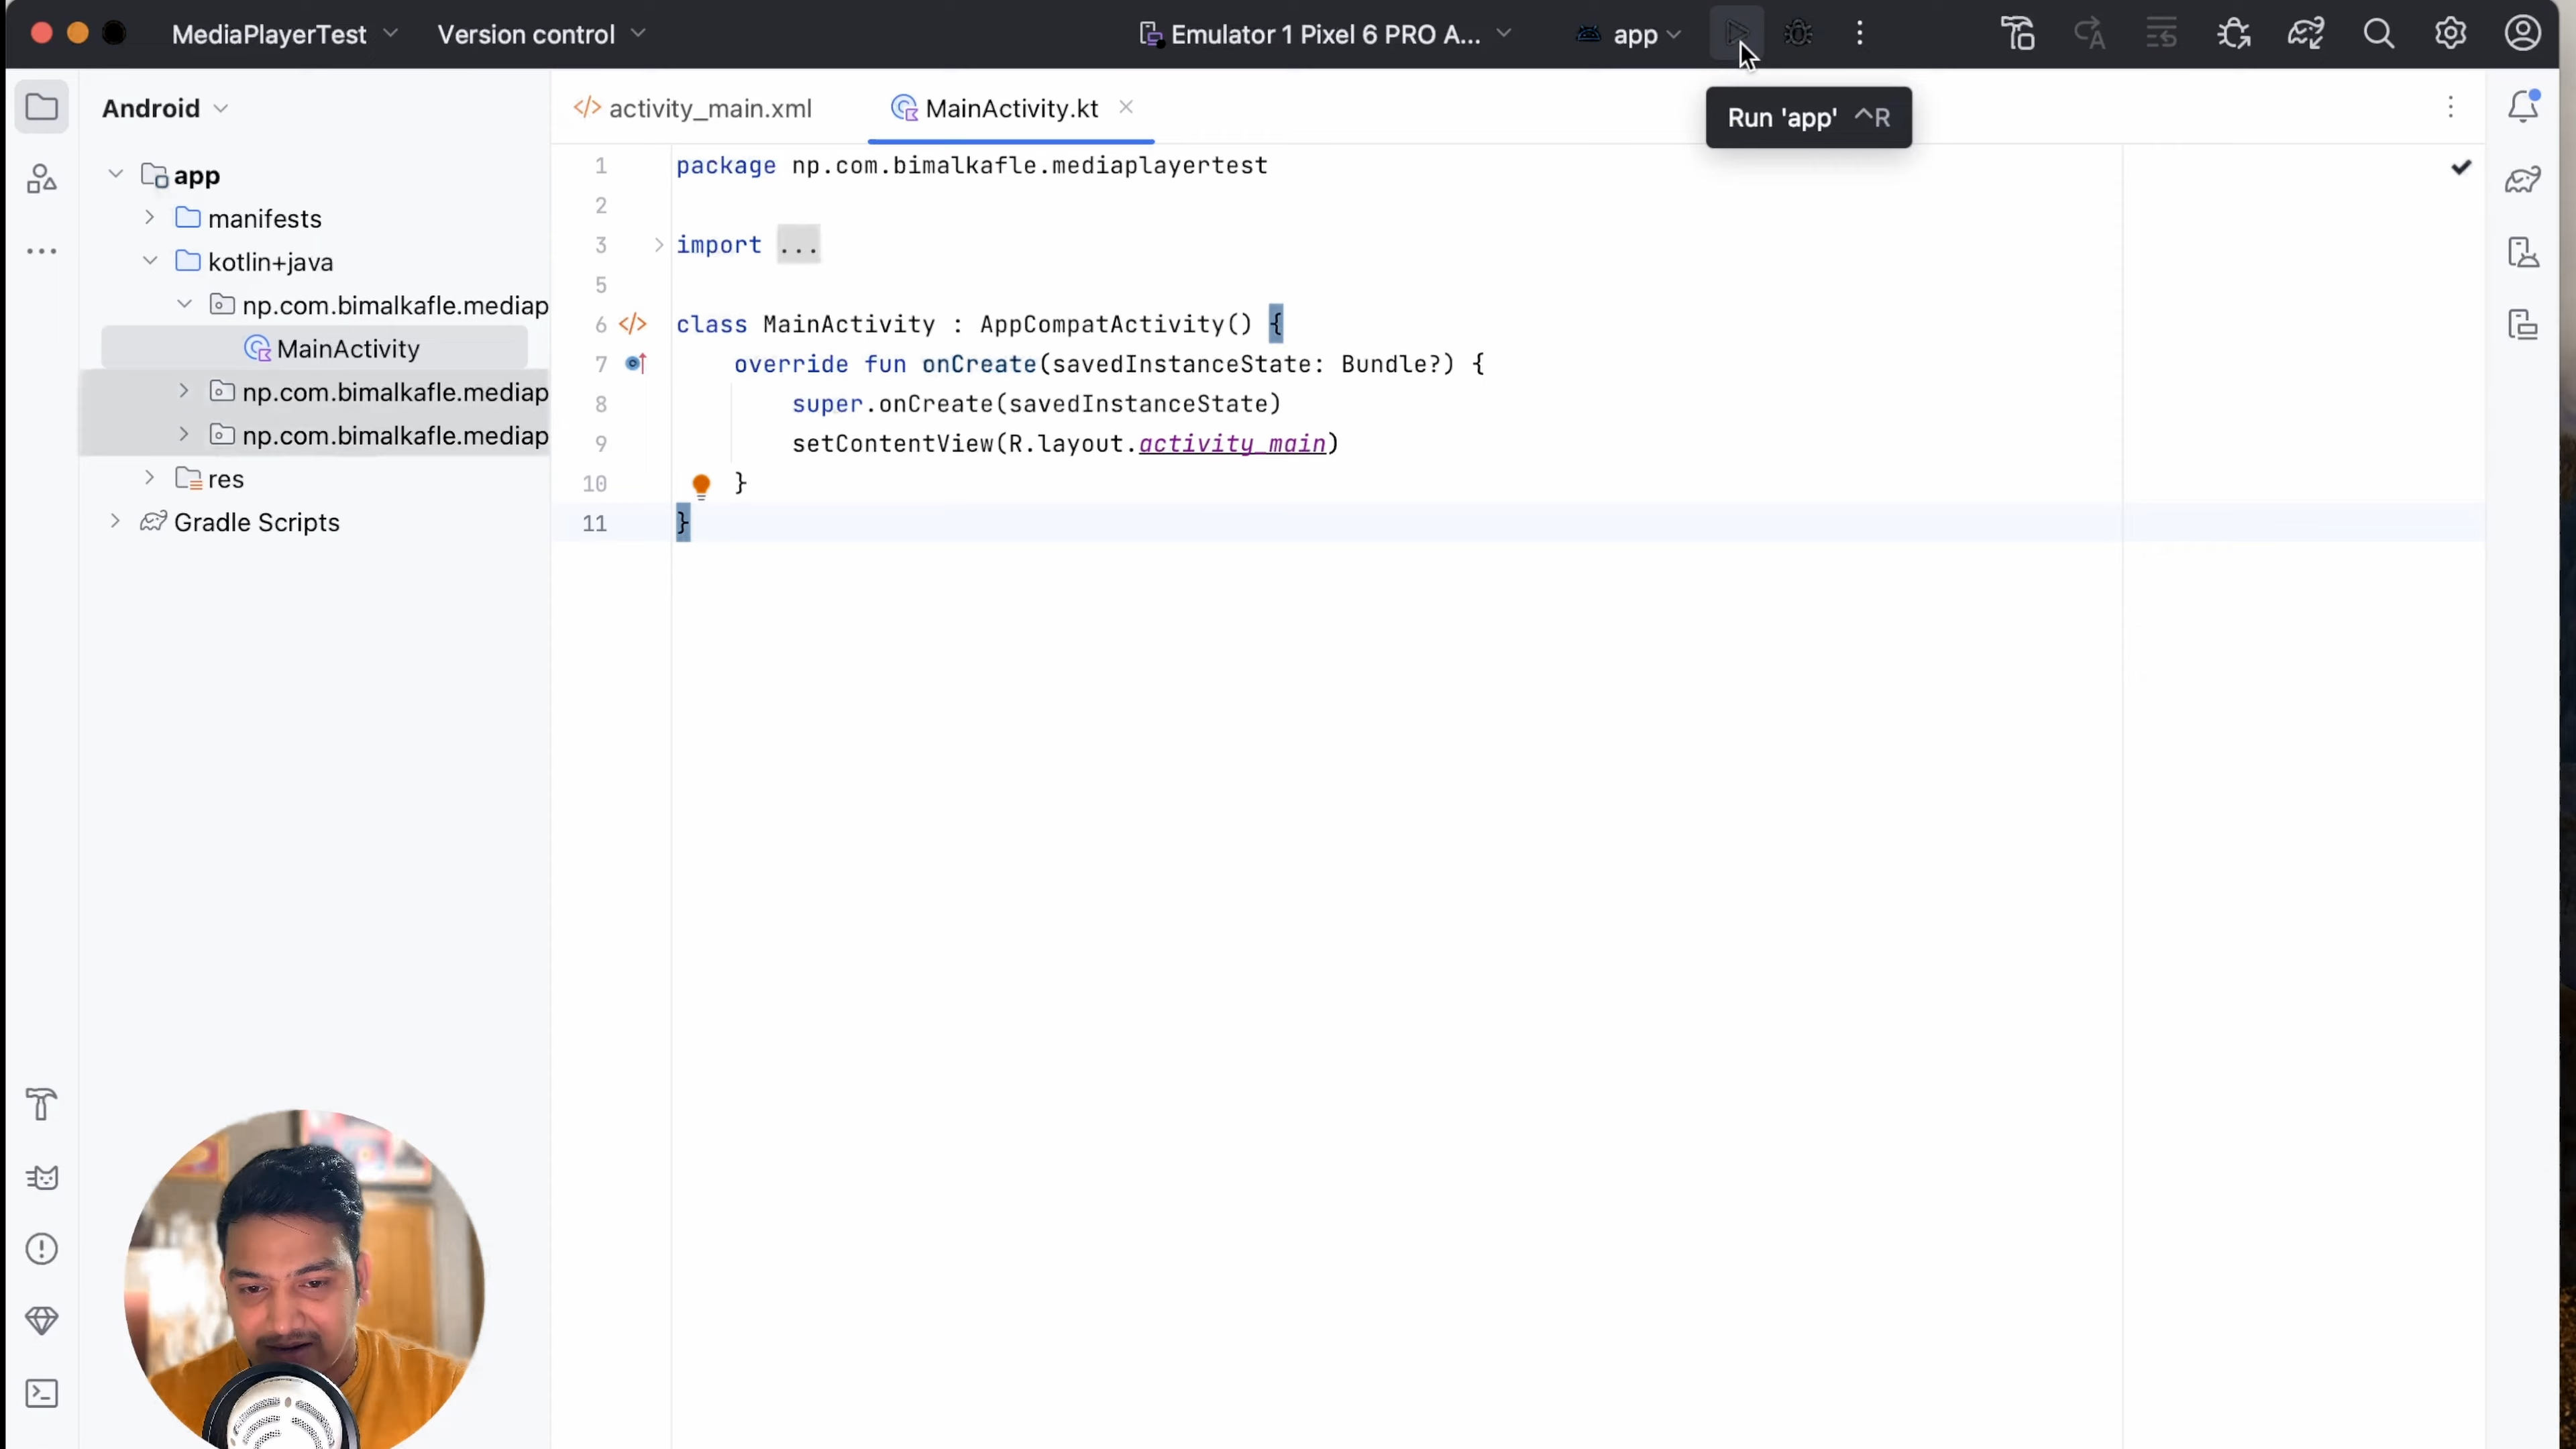 MediaPlayerTest
Version control
Emulator 1 Pixel 6 PRO A...
app
Run 'app' ^R
Android
app
manifests
kotlin+java
np.com.bimalkafle.mediap
MainActivity
np.com.bimalkafle.mediap
np.com.bimalkafle.mediap
res
Gradle Scripts
activity_main.xml
MainActivity.kt
1 package np.com.bimalkafle.mediaplayertest
2
3 import ...
5
6 class MainActivity : AppCompatActivity() {
7 override fun onCreate(savedInstanceState: Bundle?) {
8 super.onCreate(savedInstanceState)
9 setContentView(R.layout.activity_main)
10 }
11 }